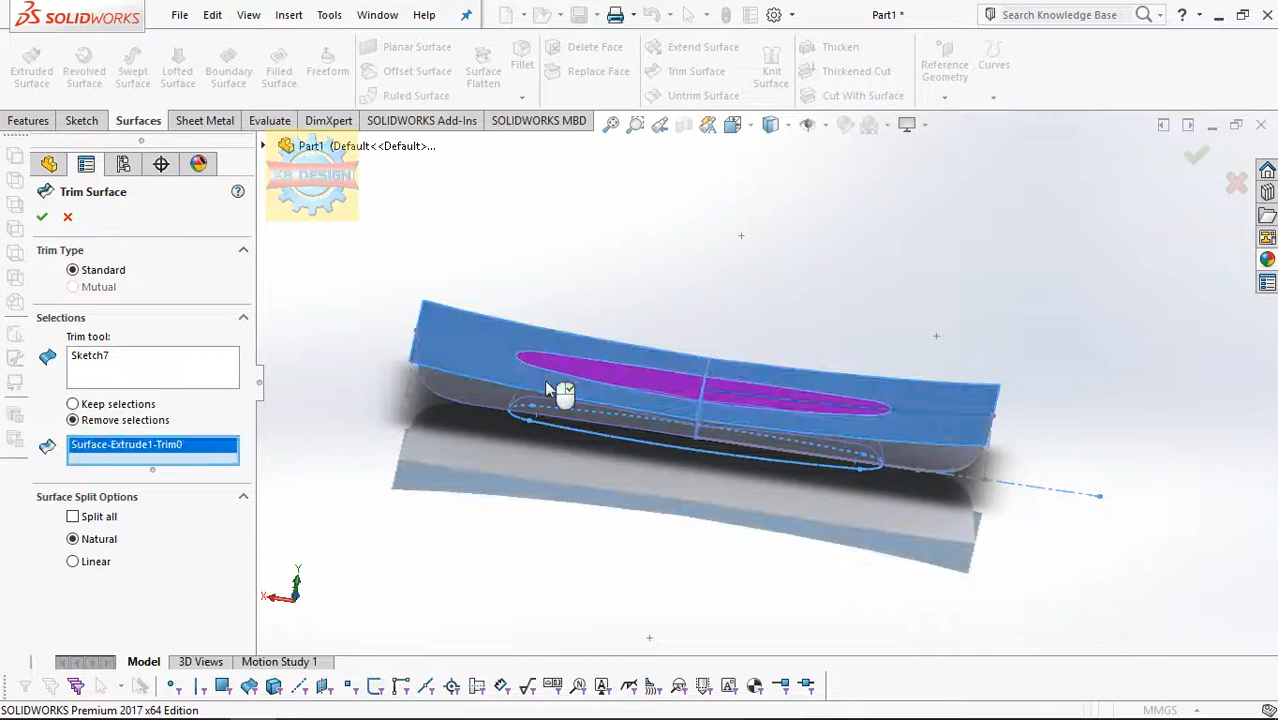 SOLIDWORKS File Edit View Insert Tools Window Help Part1 * Search Knowledge Base ?
Extruded Surface Revolved Surface Swept Surface Lofted Surface Boundary Surface Filled Surface Freeform Planar Surface Offset Surface Ruled Surface Surface Flatten Fillet Delete Face Replace Face Extend Surface Trim Surface Untrim Surface Knit Surface Thicken Thickened Cut Cut With Surface Reference Geometry Curves
Features Sketch Surfaces Sheet Metal Evaluate DimXpert SOLIDWORKS Add-Ins SOLIDWORKS MBD
Part1 (Default<<Default>...
Trim Surface ?
Trim Type
Standard
Mutual
Selections
Trim tool:
Sketch7
Keep selections
Remove selections
Surface-Extrude1-Trim0
Surface Split Options
Split all
Natural
Linear
Y
X
Model 3D Views Motion Study 1
SOLIDWORKS Premium 2017 x64 Edition MMGS